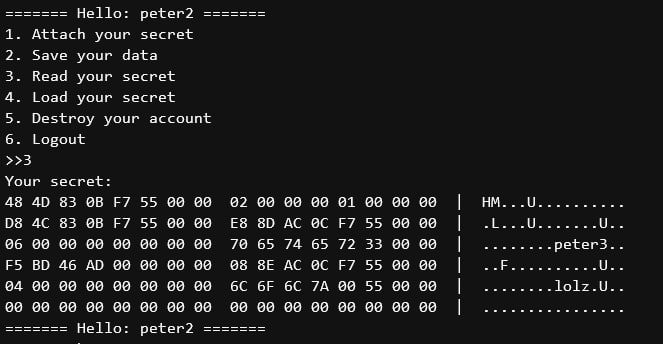 ======= Hello: peter2 =======
1. Attach your secret
2. Save your data
3. Read your secret
4. Load your secret
5. Destroy your account
6. Logout
>>3
Your secret:
48 4D 83 0B F7 55 00 00  02 00 00 00 01 00 00 00  |  HM...U..........
D8 4C 83 0B F7 55 00 00  E8 8D AC 0C F7 55 00 00  |  .L...U.......U..
06 00 00 00 00 00 00 00  70 65 74 65 72 33 00 00  |  ........peter3..
F5 BD 46 AD 00 00 00 00  08 8E AC 0C F7 55 00 00  |  ..F..........U..
04 00 00 00 00 00 00 00  6C 6F 6C 7A 00 55 00 00  |  ........lolz.U..
00 00 00 00 00 00 00 00  00 00 00 00 00 00 00 00  |  ................
======= Hello: peter2 =======